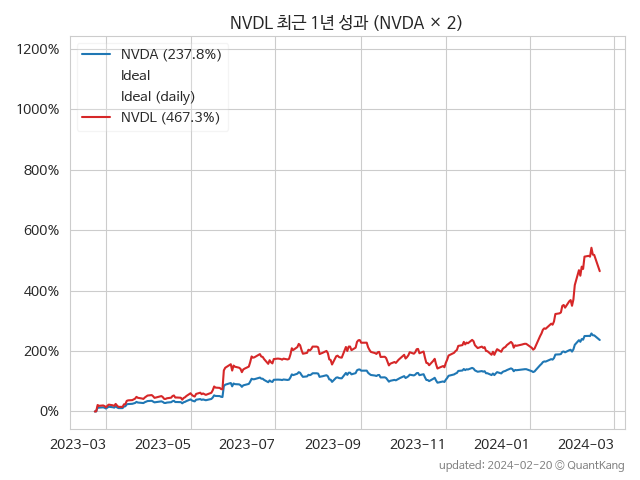 NVDL 최근 1년 성과 (NVDA × 2)
1200%
1000%
800%
600%
400%
200%
0%
NVDA (237.8%)
Ideal
Ideal (daily)
NVDL (467.3%)
2023-03 2023-05 2023-07 2023-09 2023-11 2024-01 2024-03
updated: 2024-02-20 © QuantKang